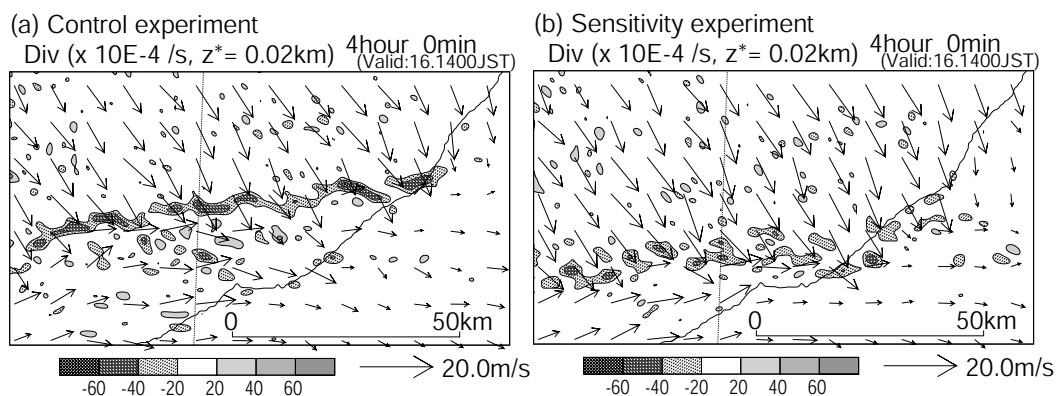 (a) Control experiment
Div (x 10E-4 /s, z*= 0.02km) 4hour 0min
(Valid:16.1400JST)
0 50km
-60 -40 -20 20 40 60
20.0m/s
(b) Sensitivity experiment
Div (x 10E-4 /s, z*= 0.02km) 4hour 0min
(Valid:16.1400JST)
0 50km
-60 -40 -20 20 40 60
20.0m/s